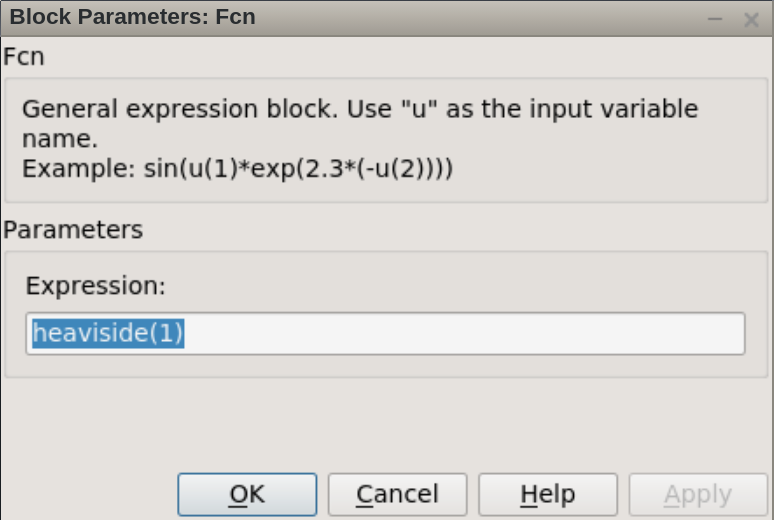 Block Parameters: Fcn
Fcn
General expression block. Use "u" as the input variable
name.
Example: sin(u(1)*exp(2.3*(-u(2))))
Parameters
Expression:
heaviside(1)
OK Cancel Help Apply